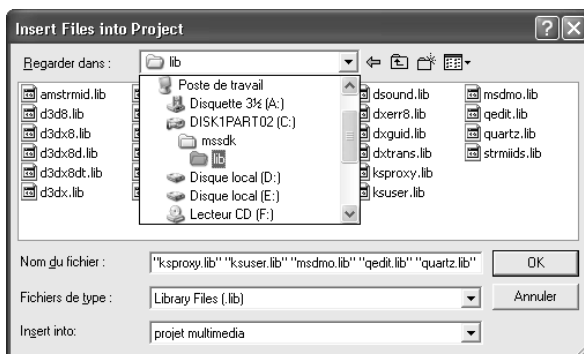 Insert Files into Project
Regarder dans :
lib
amstrmid.lib
d3d8.lib
d3dx8.lib
d3dx8d.lib
d3dx8dt.lib
d3dx.lib
Poste de travail
Disquette 3½ (A:)
DISK1PART02 (C:)
mssdk
lib
Disque local (D:)
Disque local (E:)
Lecteur CD (F:)
dsound.lib
dxerr8.lib
dxguid.lib
dxtrans.lib
ksproxy.lib
ksuser.lib
msdmo.lib
qedit.lib
quartz.lib
strmiids.lib
Nom du fichier :
"ksproxy.lib" "ksuser.lib" "msdmo.lib" "qedit.lib" "quartz.lib"
OK
Fichiers de type :
Library Files (.lib)
Annuler
Insert into:
projet multimedia